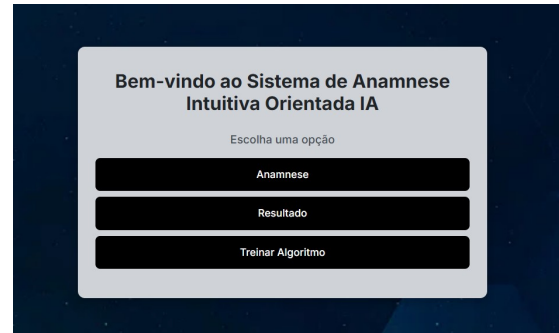 Bem-vindo ao Sistema de Anamnese
Intuitiva Orientada IA
Escolha uma opção
Anamnese
Resultado
Treinar Algoritmo